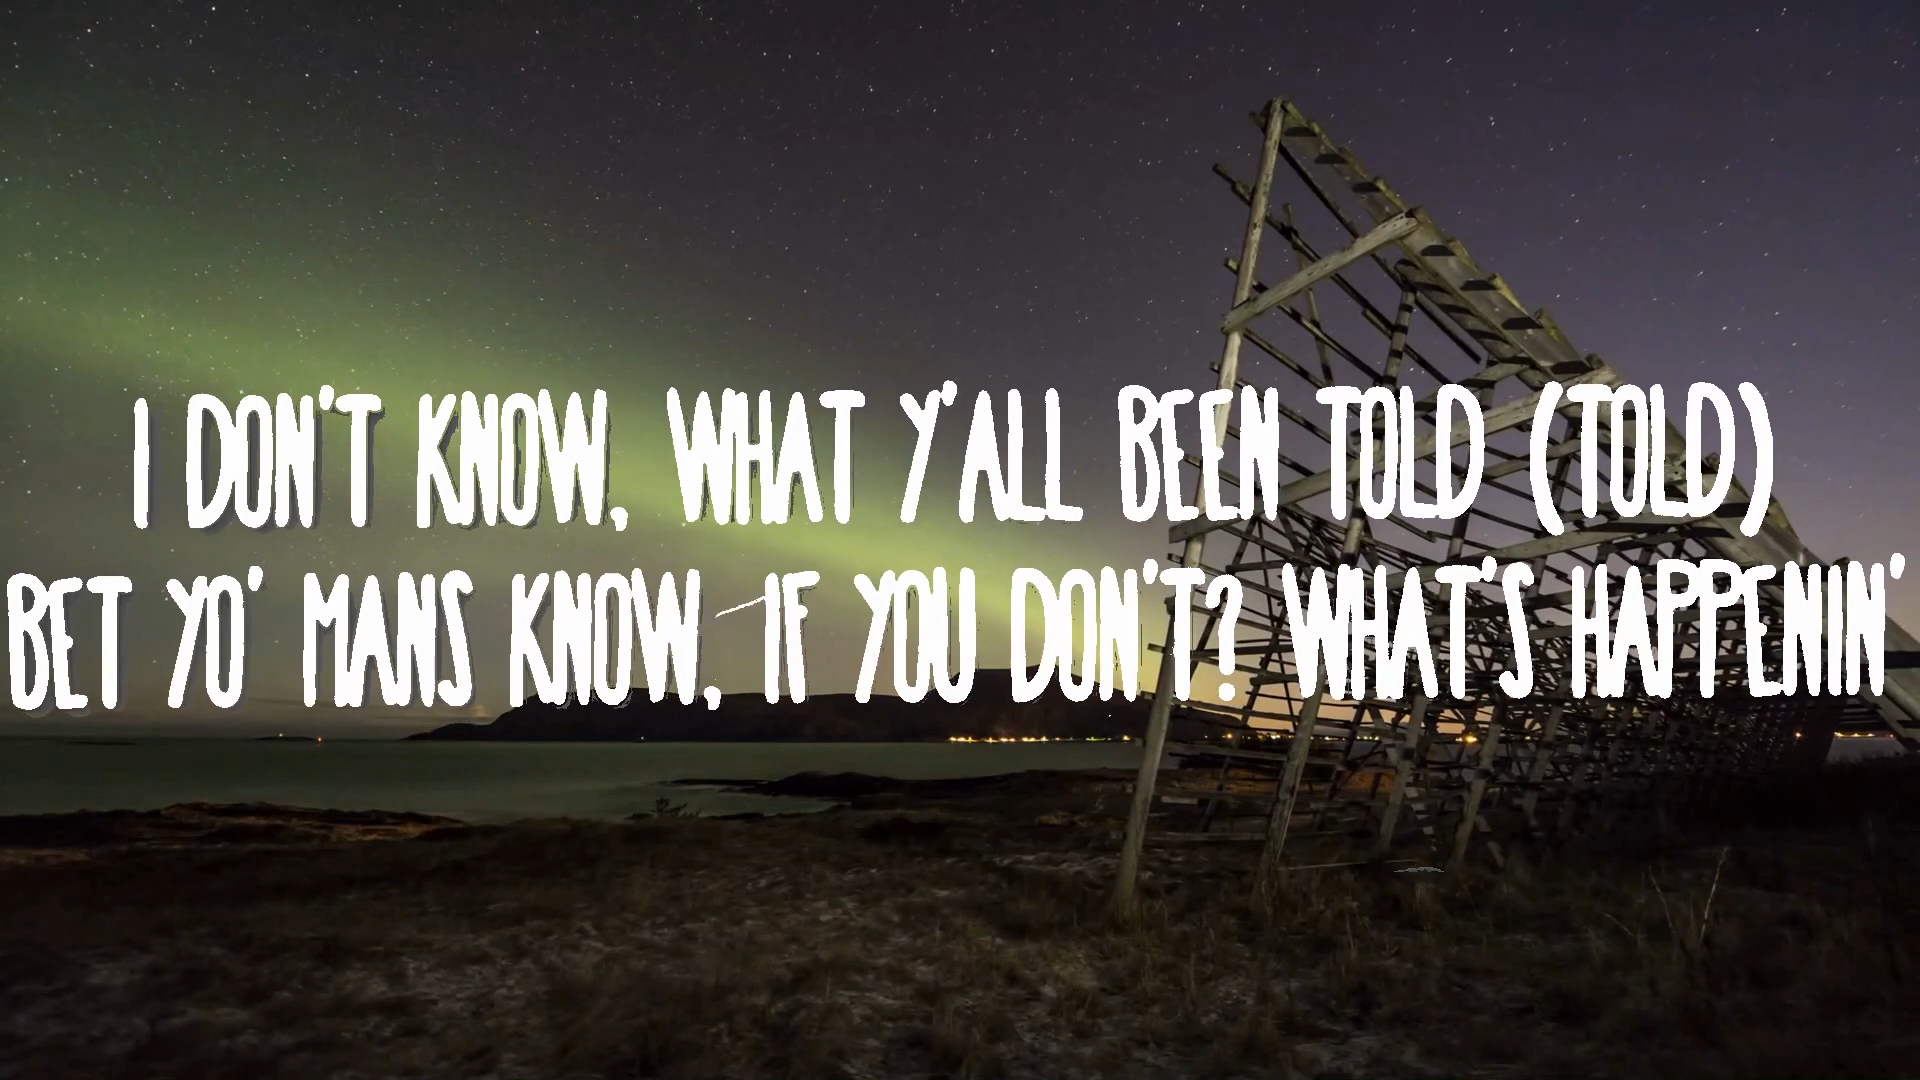 I DON'T KNOW, WHAT Y'ALL BEEN TOLD (TOLD)
BET YO' MANS KNOW, IF YOU DON'T? WHAT'S HAPPENIN'